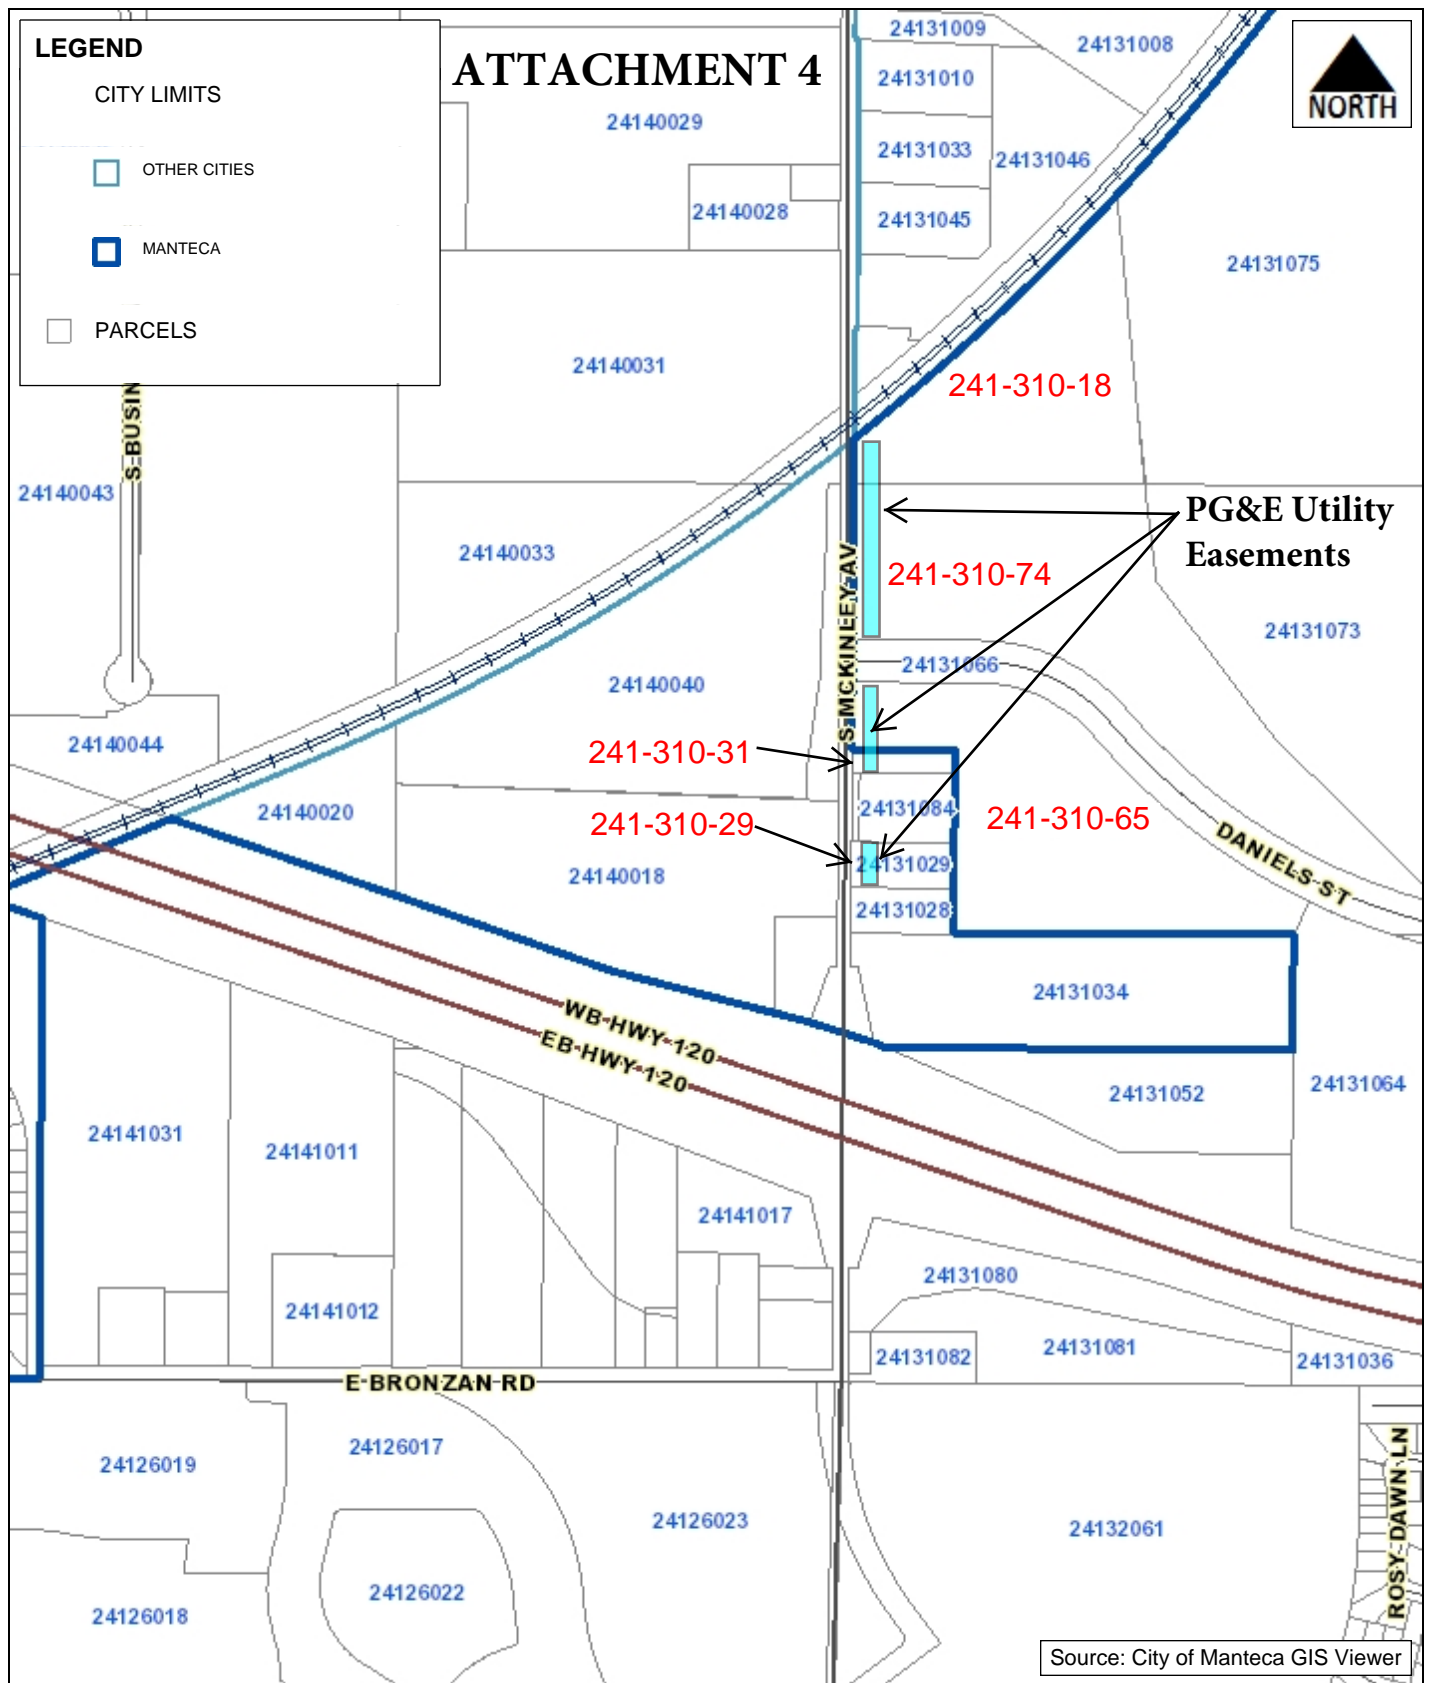 LEGEND
CITY LIMITS
OTHER CITIES
MANTECA
PARCELS
ATTACHMENT 4
NORTH
24131009
24131008
24131010
24140029
24131033
24131046
24140028
24131045
24131075
24140031
241-310-18
S BUSIN
24140043
PG&E Utility
Easements
24140033
241-310-74
S MCKINLEY AV
24131073
24131066
24140040
24140044
241-310-31
24140020
24131084
241-310-65
241-310-29
DANIELS ST
24131029
24140018
24131028
24131034
WB HWY 120
EB HWY 120
24131052
24131064
24141031
24141011
24141017
24131080
24141012
24131081
24131082
24131036
E BRONZAN RD
24126017
24126019
ROSY DAWN LN
24126023
24132061
24126022
24126018
Source: City of Manteca GIS Viewer